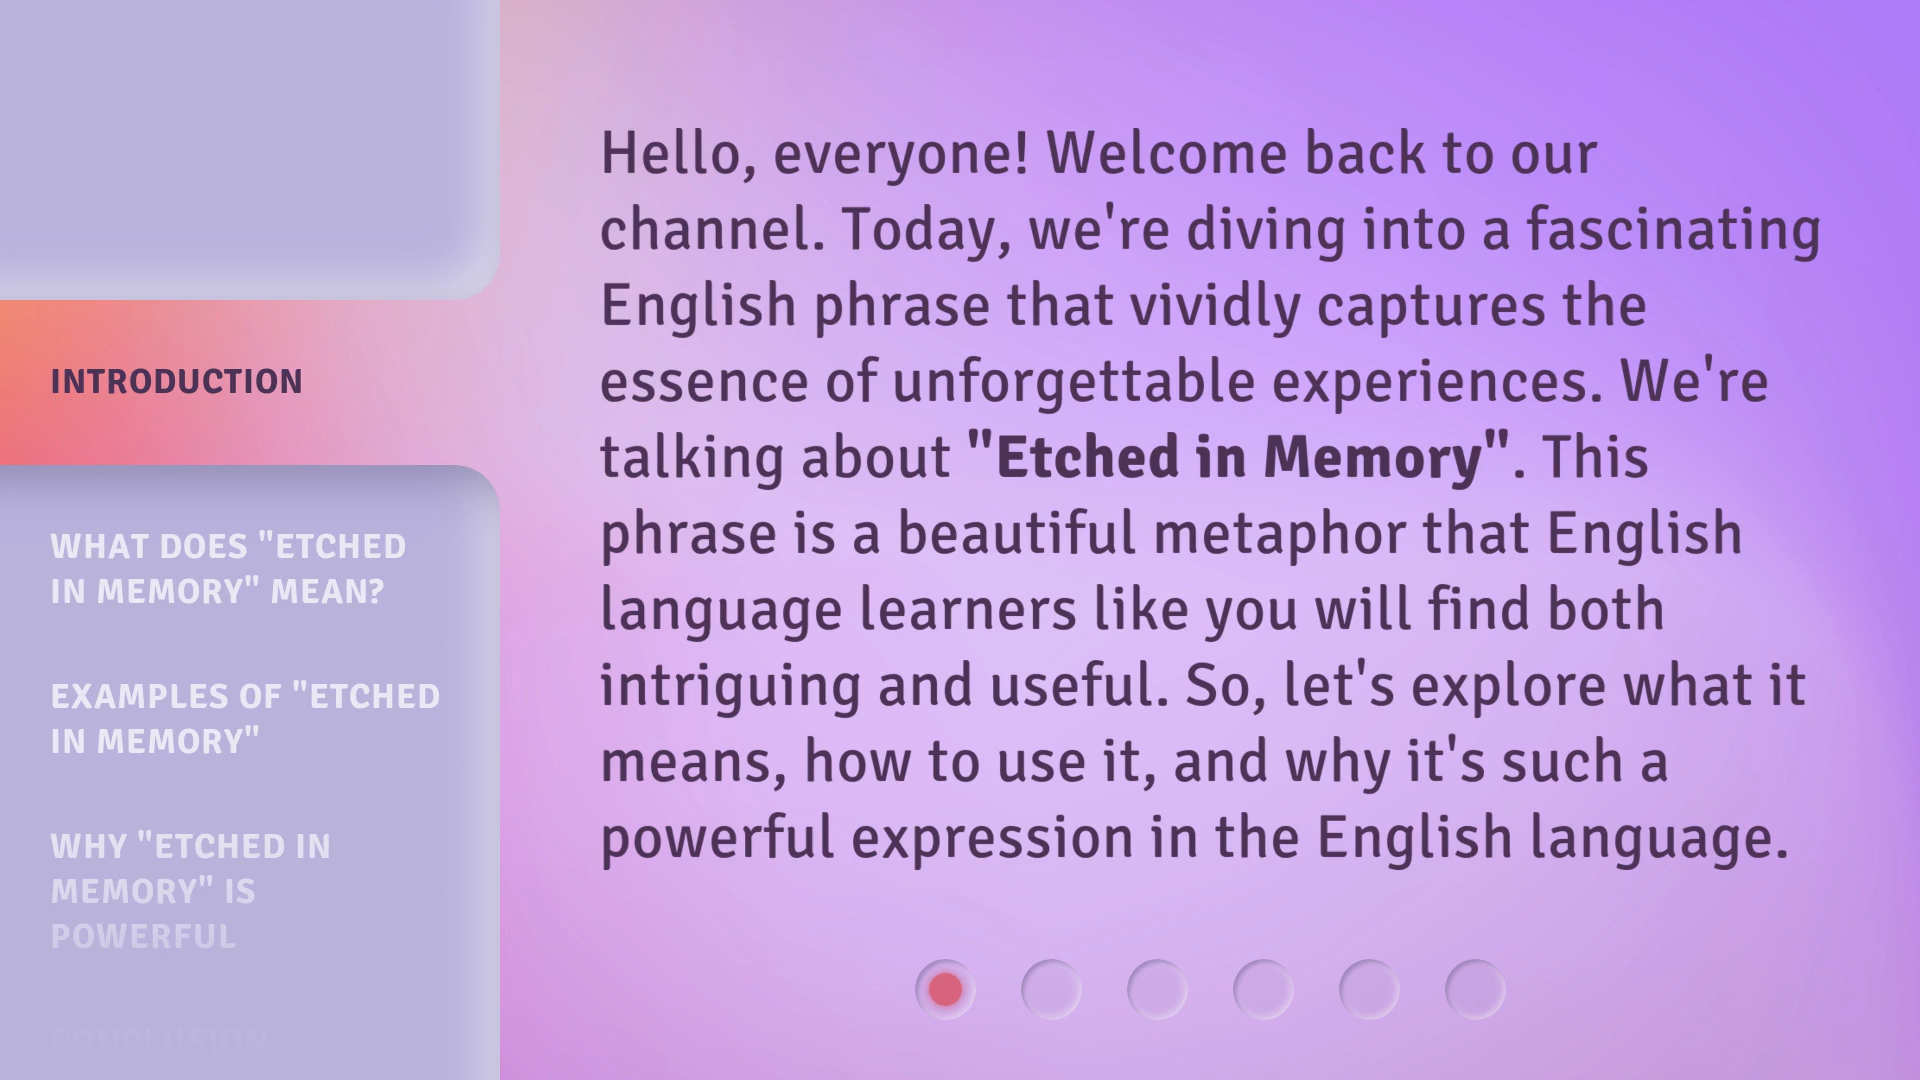 INTRODUCTION
WHAT DOES "ETCHED
IN MEMORY" MEAN?
EXAMPLES OF "ETCHED
IN MEMORY"
WHY "ETCHED IN
MEMORY" IS
POWERFUL
CONCLUSION
Hello, everyone! Welcome back to our
channel. Today, we're diving into a fascinating
English phrase that vividly captures the
essence of unforgettable experiences. We're
talking about "Etched in Memory". This
phrase is a beautiful metaphor that English
language learners like you will find both
intriguing and useful. So, let's explore what it
means, how to use it, and why it's such a
powerful expression in the English language.